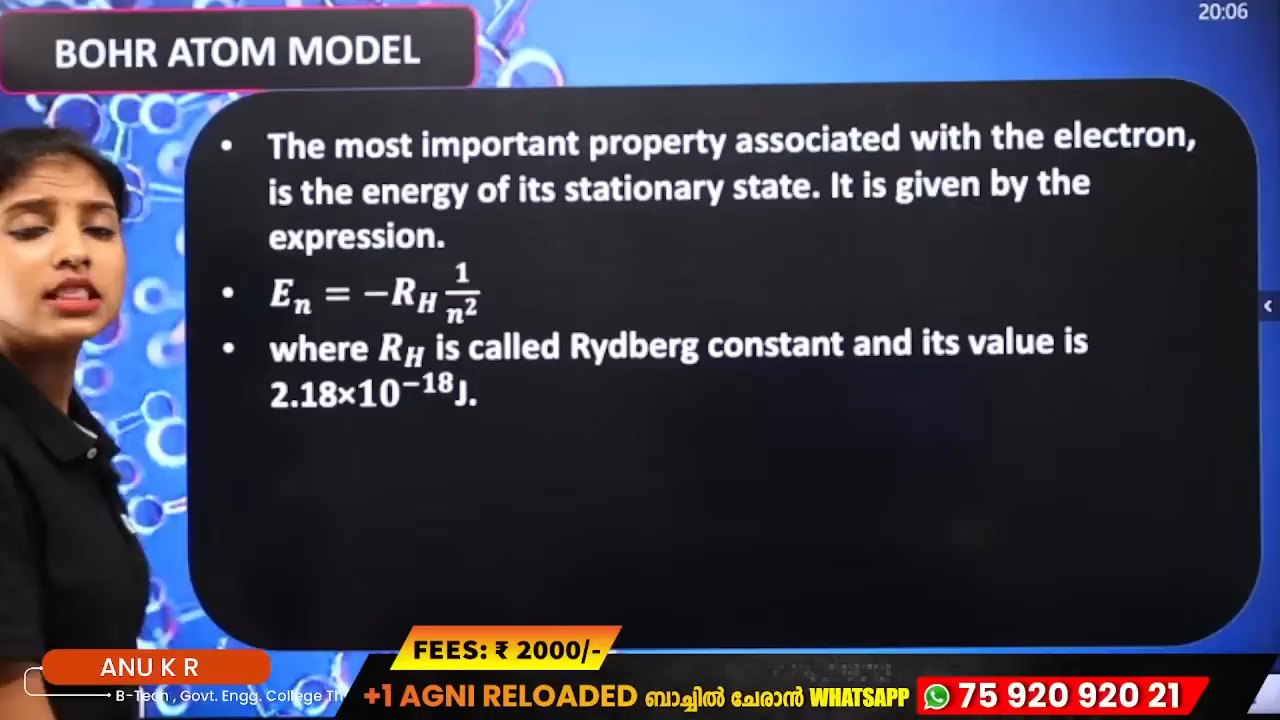 20:06
BOHR ATOM MODEL
• The most important property associated with the electron,
is the energy of its stationary state. It is given by the
expression.
• Eₙ = −R_H 1/n²
• where R_H is called Rydberg constant and its value is
2.18×10⁻¹⁸J.
FEES: ₹ 2000/-
ANU K R
B-Tech , Govt. Engg. College Th
+1 AGNI RELOADED ബാച്ചിൽ ചേരാൻ WHATSAPP 75 920 920 21